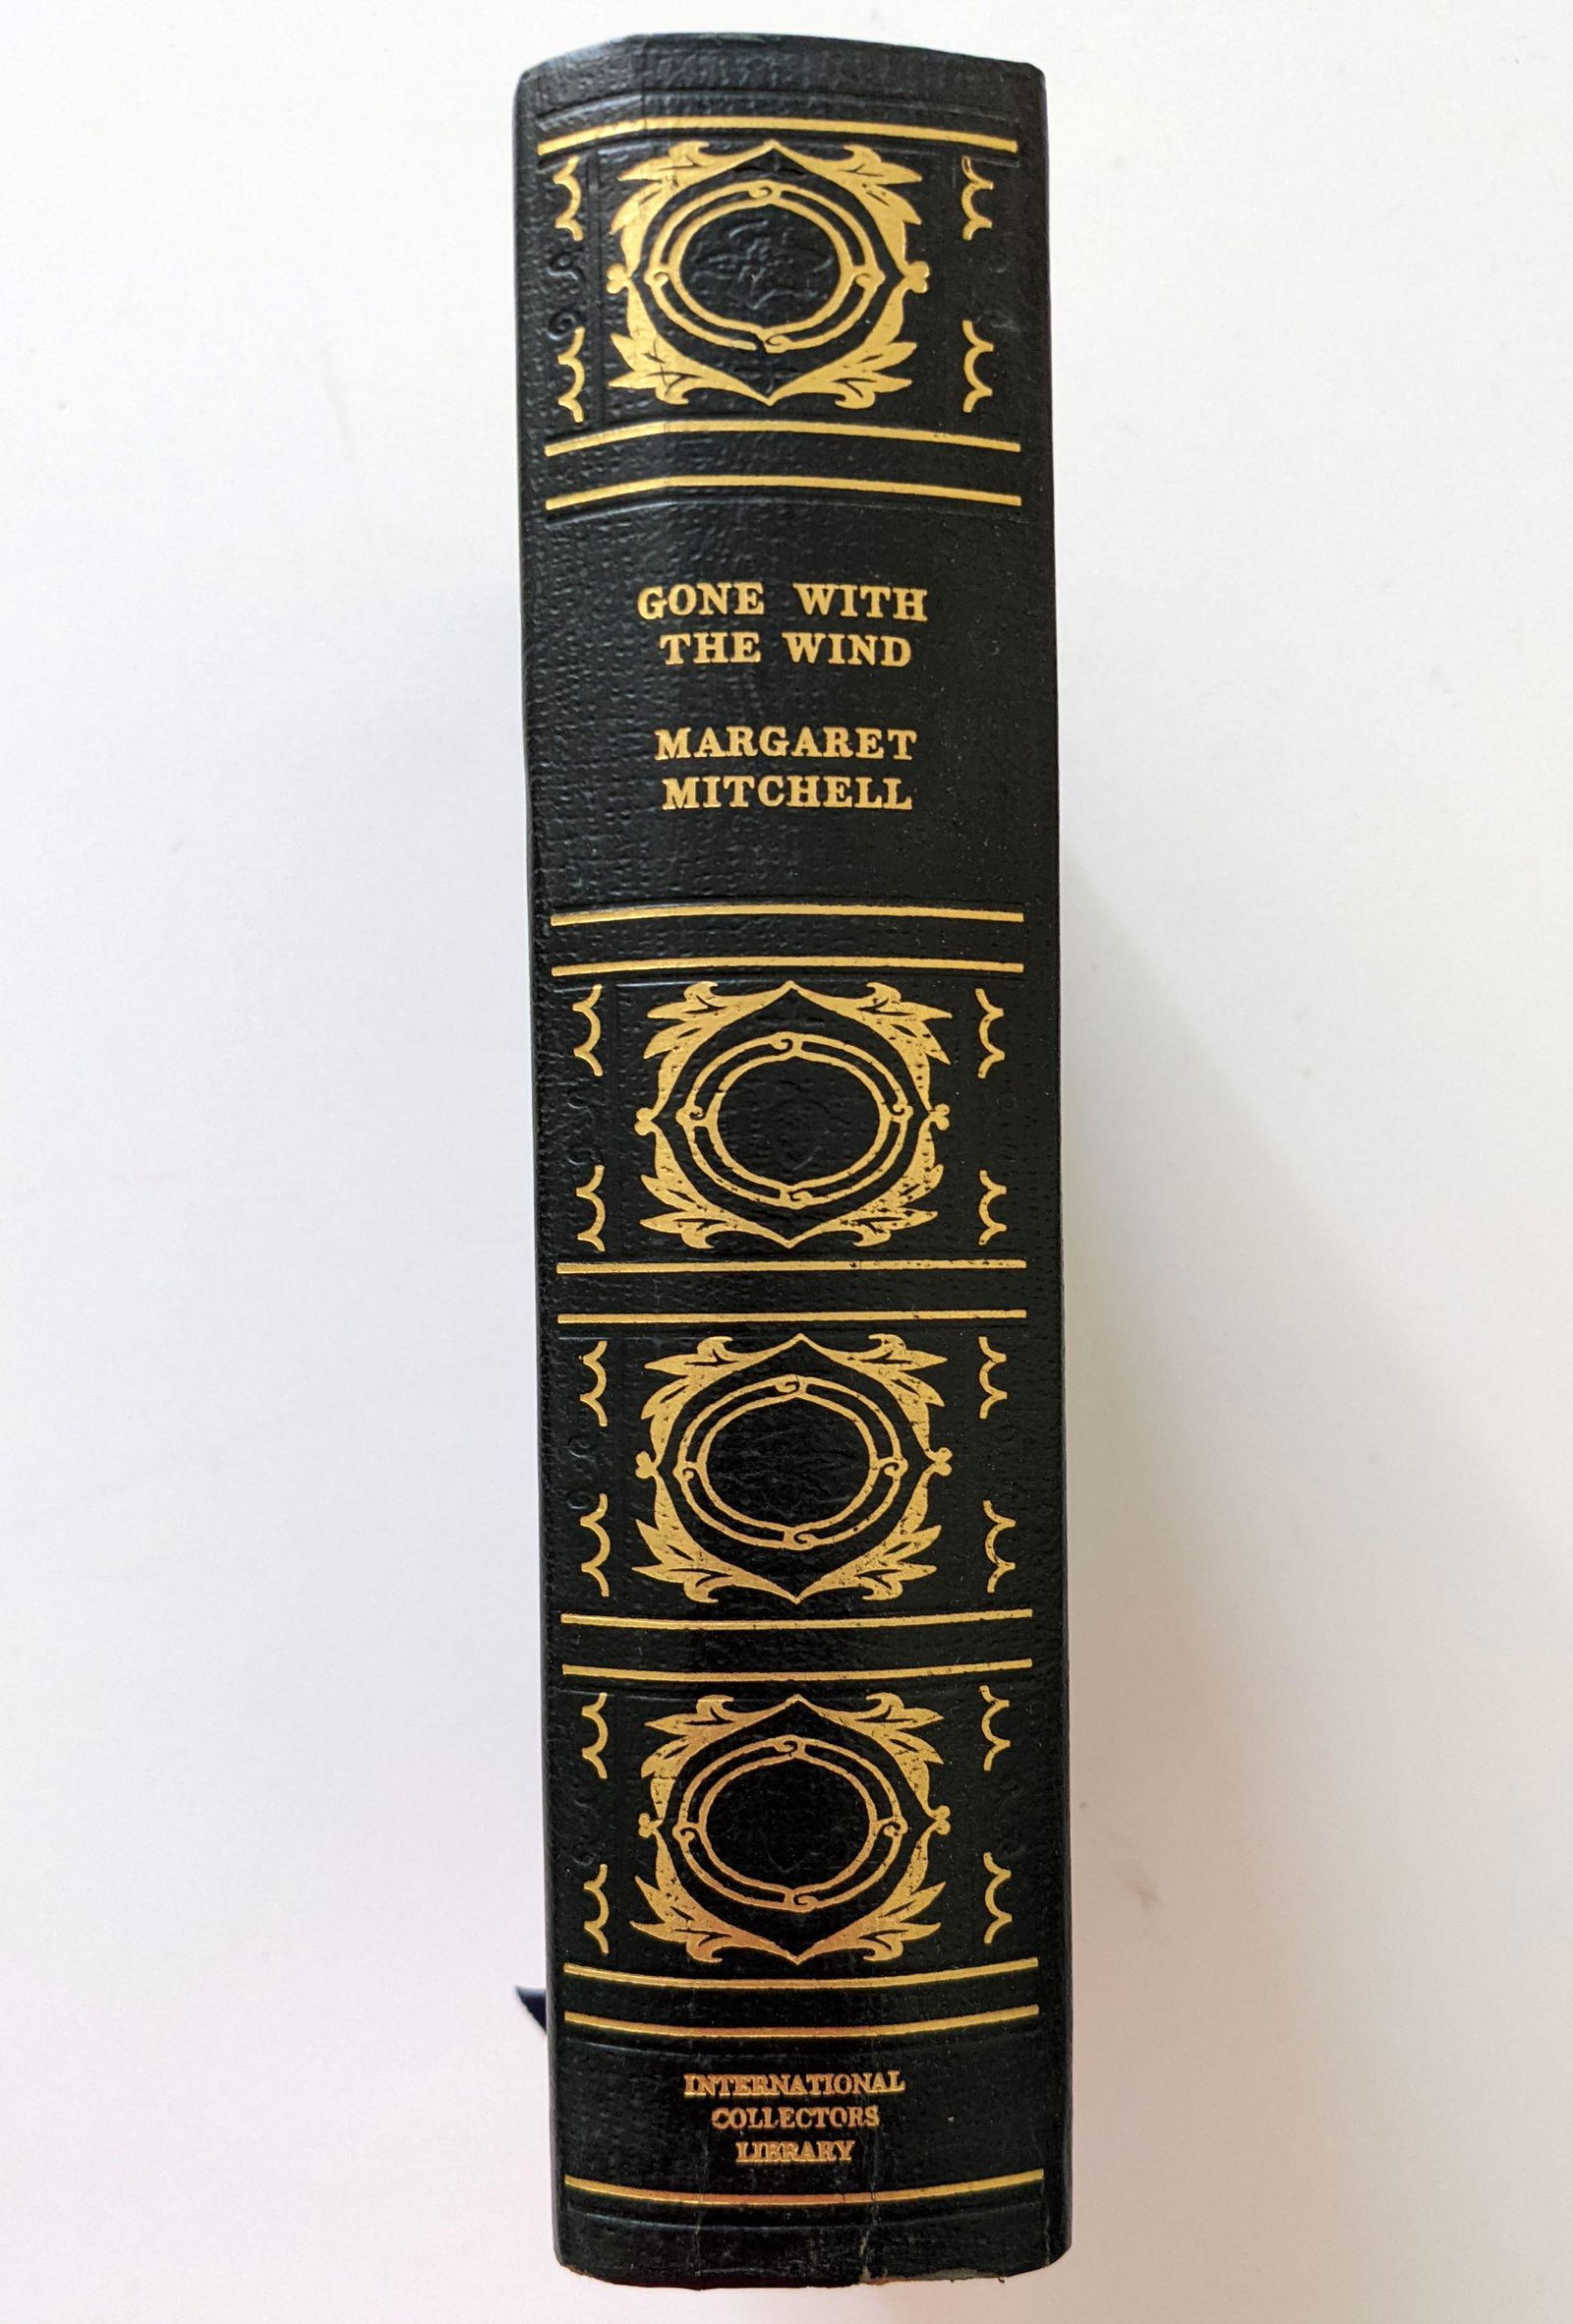 GONE WITH
THE WIND
MARGARET
MITCHELL
INTERNATIONAL
COLLECTORS
LIBRARY